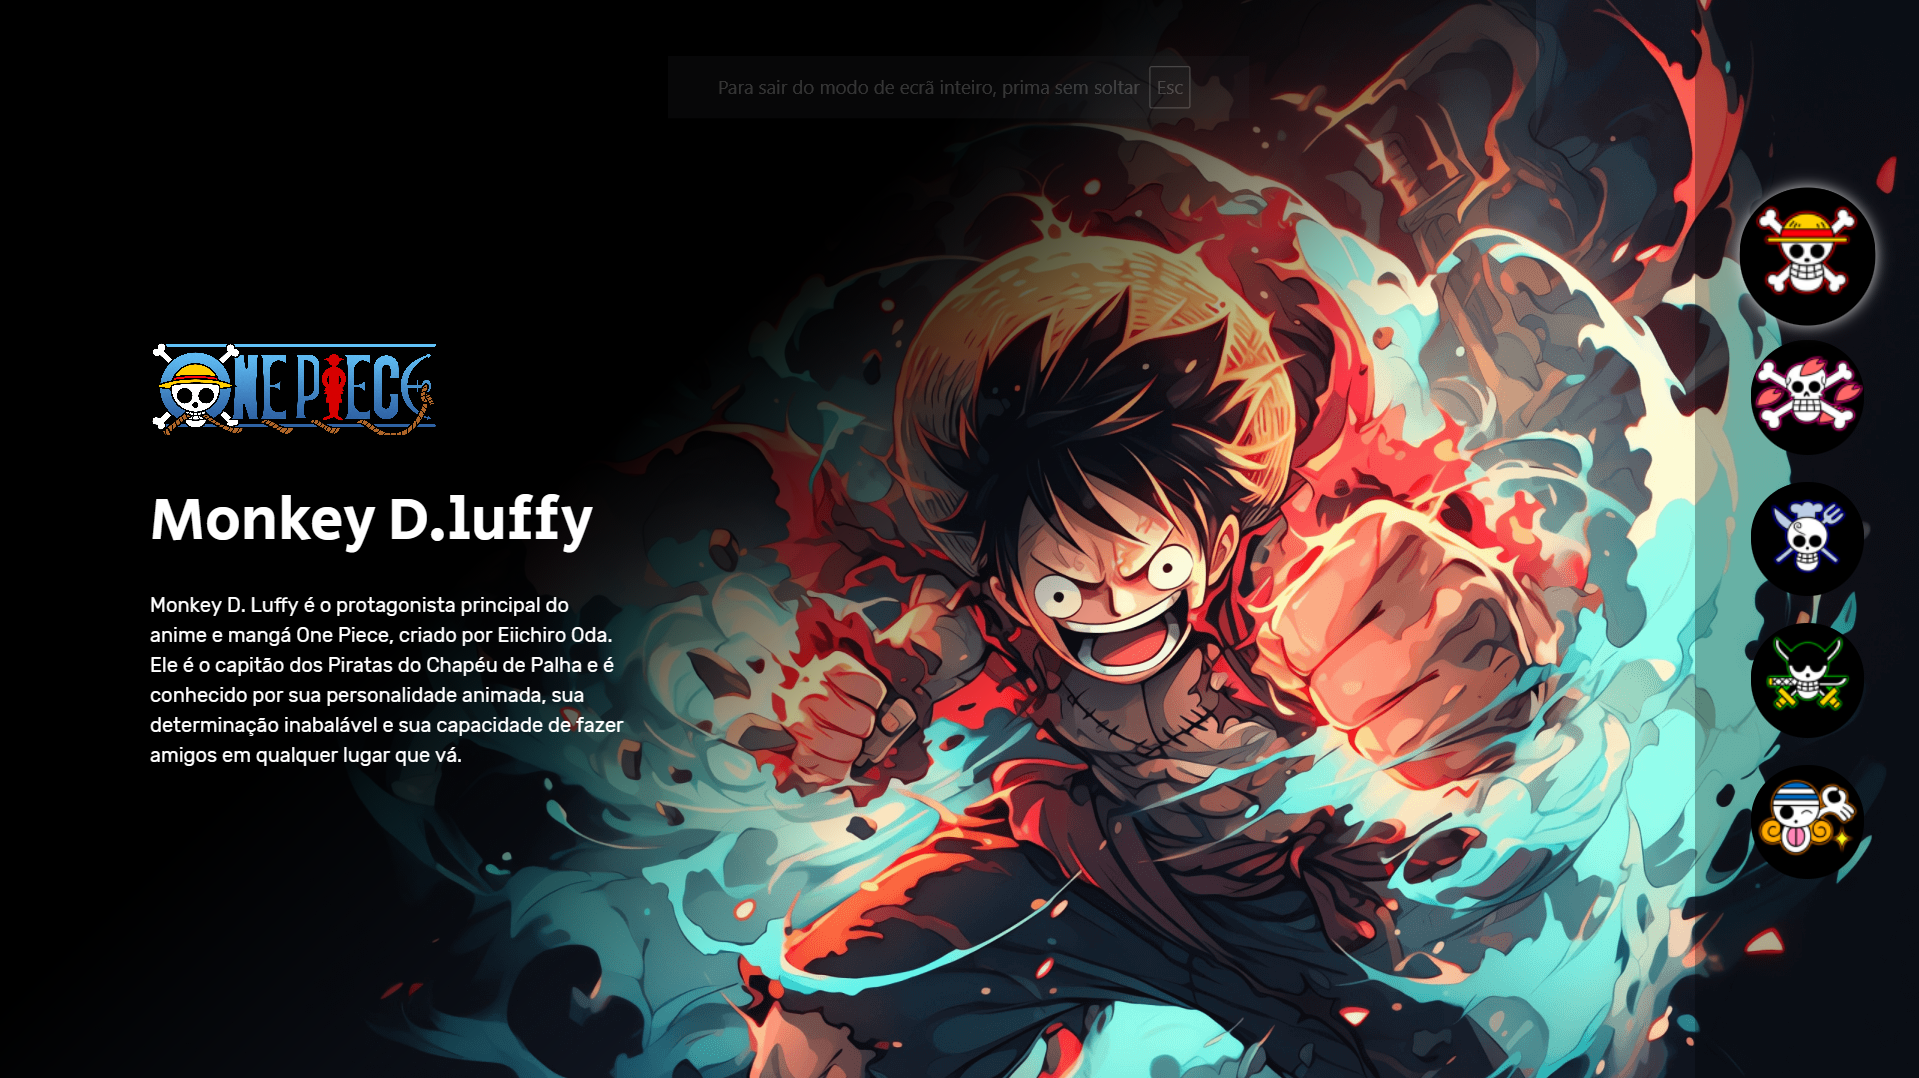 Para sair do modo de ecrã inteiro, prima sem soltar Esc
ONE PIECE
Monkey D.luffy
Monkey D. Luffy é o protagonista principal do
anime e mangá One Piece, criado por Eiichiro Oda.
Ele é o capitão dos Piratas do Chapéu de Palha e é
conhecido por sua personalidade animada, sua
determinação inabalável e sua capacidade de fazer
amigos em qualquer lugar que vá.